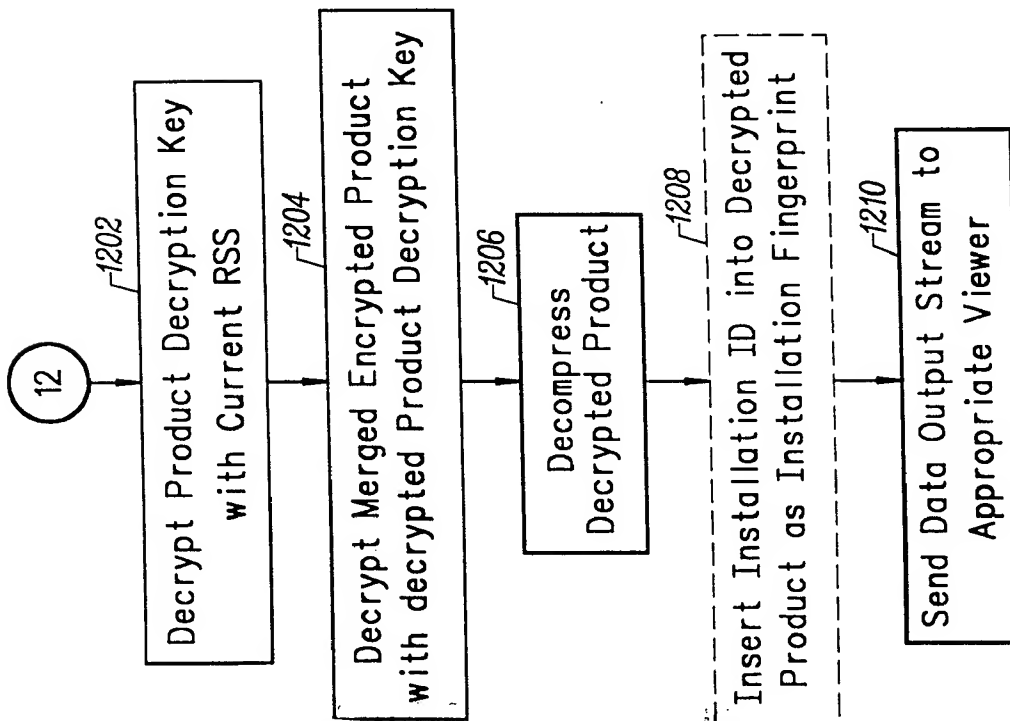 12
1202
Decrypt Product Decryption Key
with Current RSS
1204
Decrypt Merged Encrypted Product
with decrypted Product Decryption Key
1206
Decompress
Decrypted Product
1208
Insert Installation ID into Decrypted
Product as Installation Fingerprint
1210
Send Data Output Stream to
Appropriate Viewer